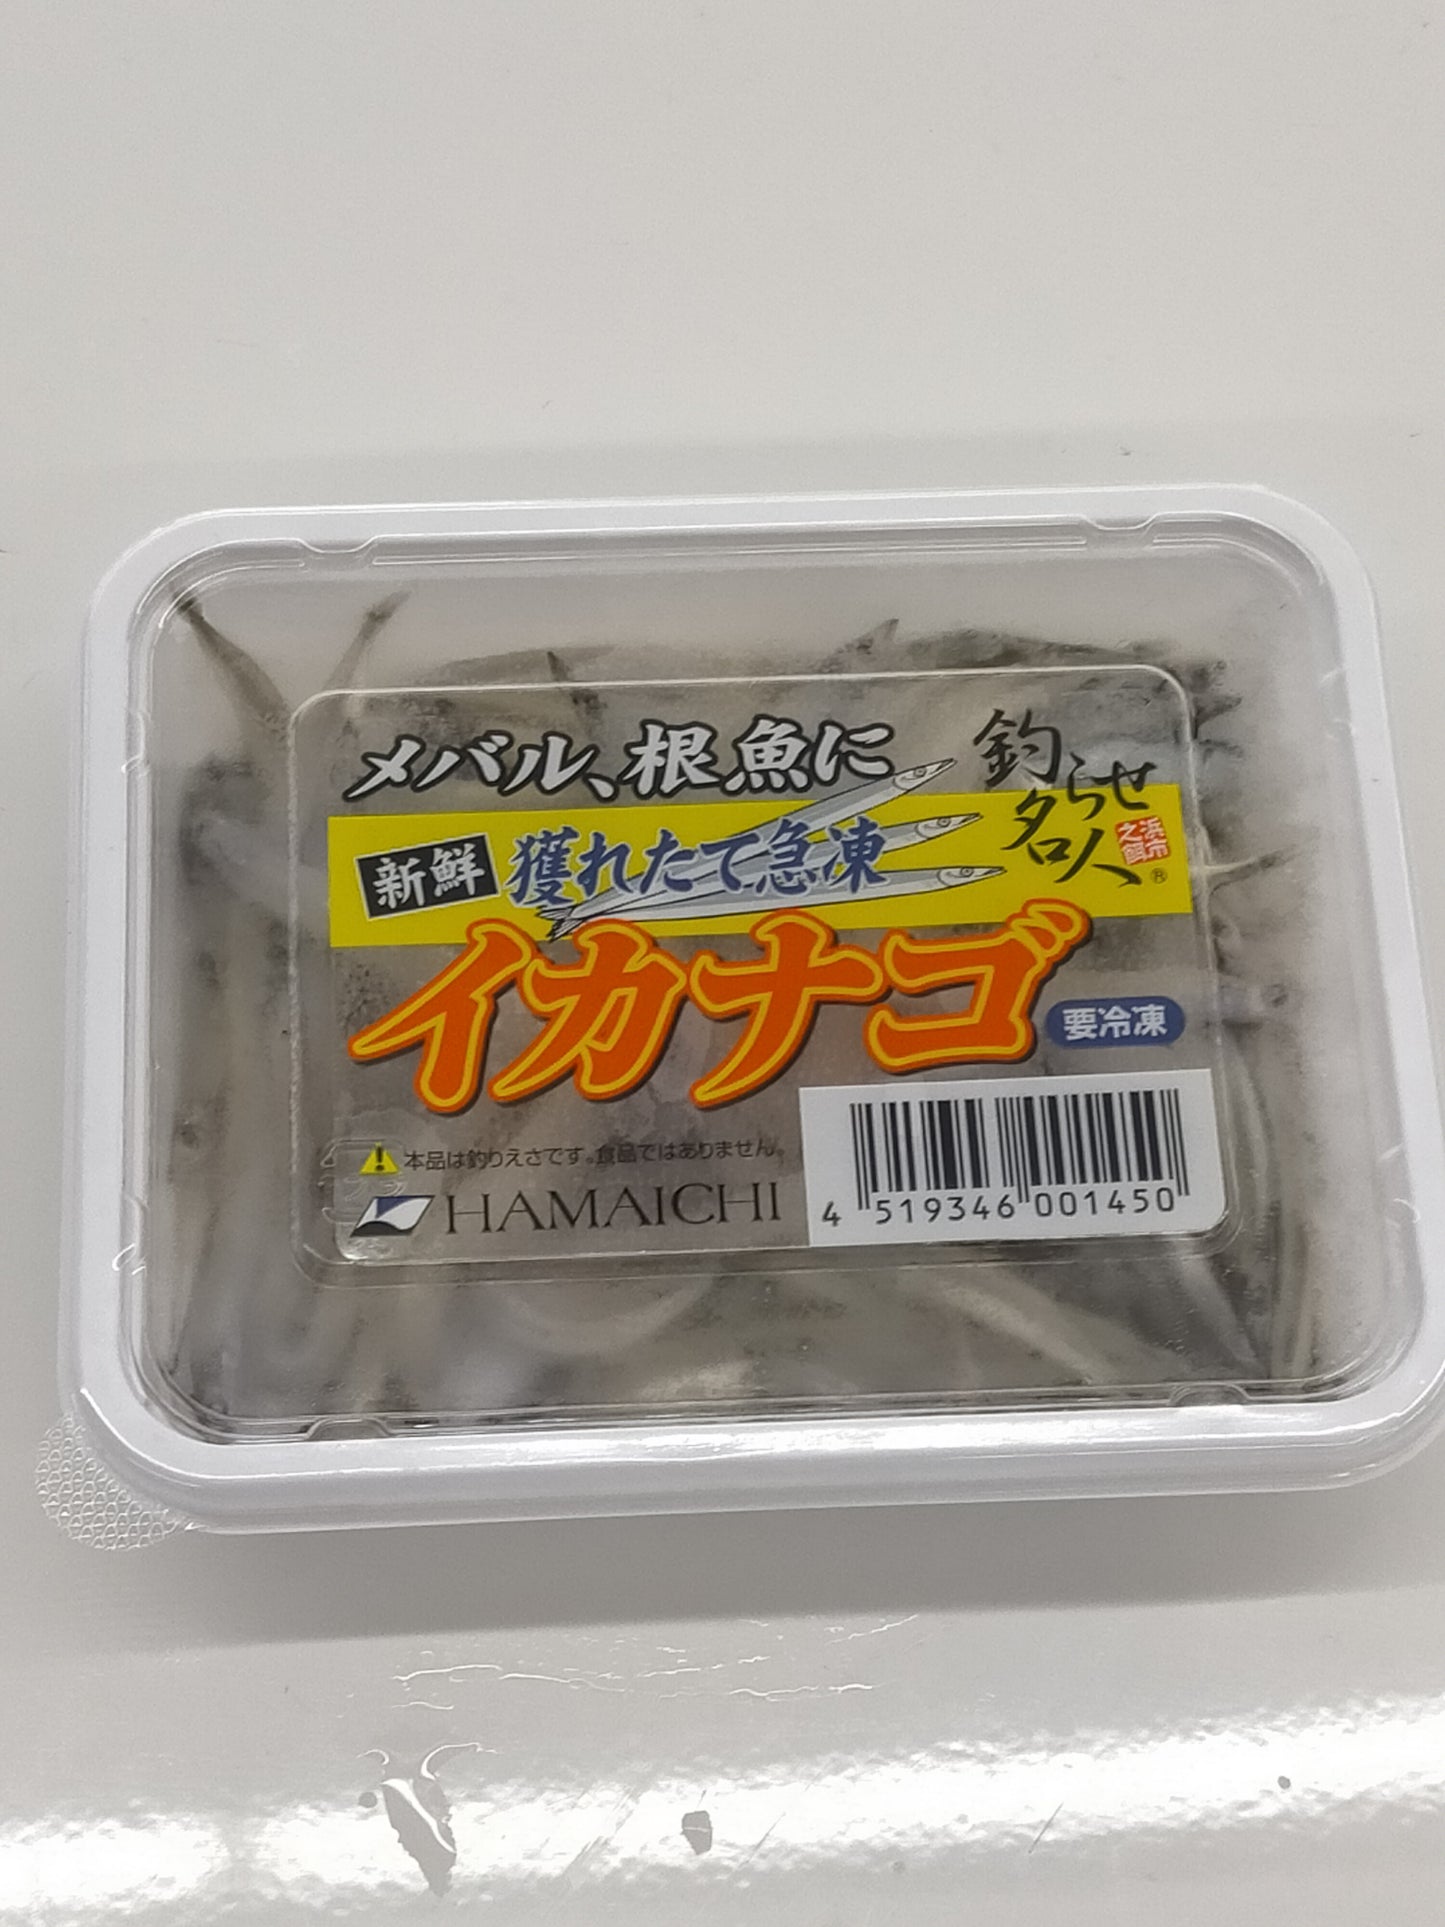 メバル、根魚に
釣らせ
名人
浜市
之餌
®
新鮮 獲れたて急凍
イカナゴ
要冷凍
本品は釣りえさです。食品ではありません。
HAMAICHI
4 519346 001450